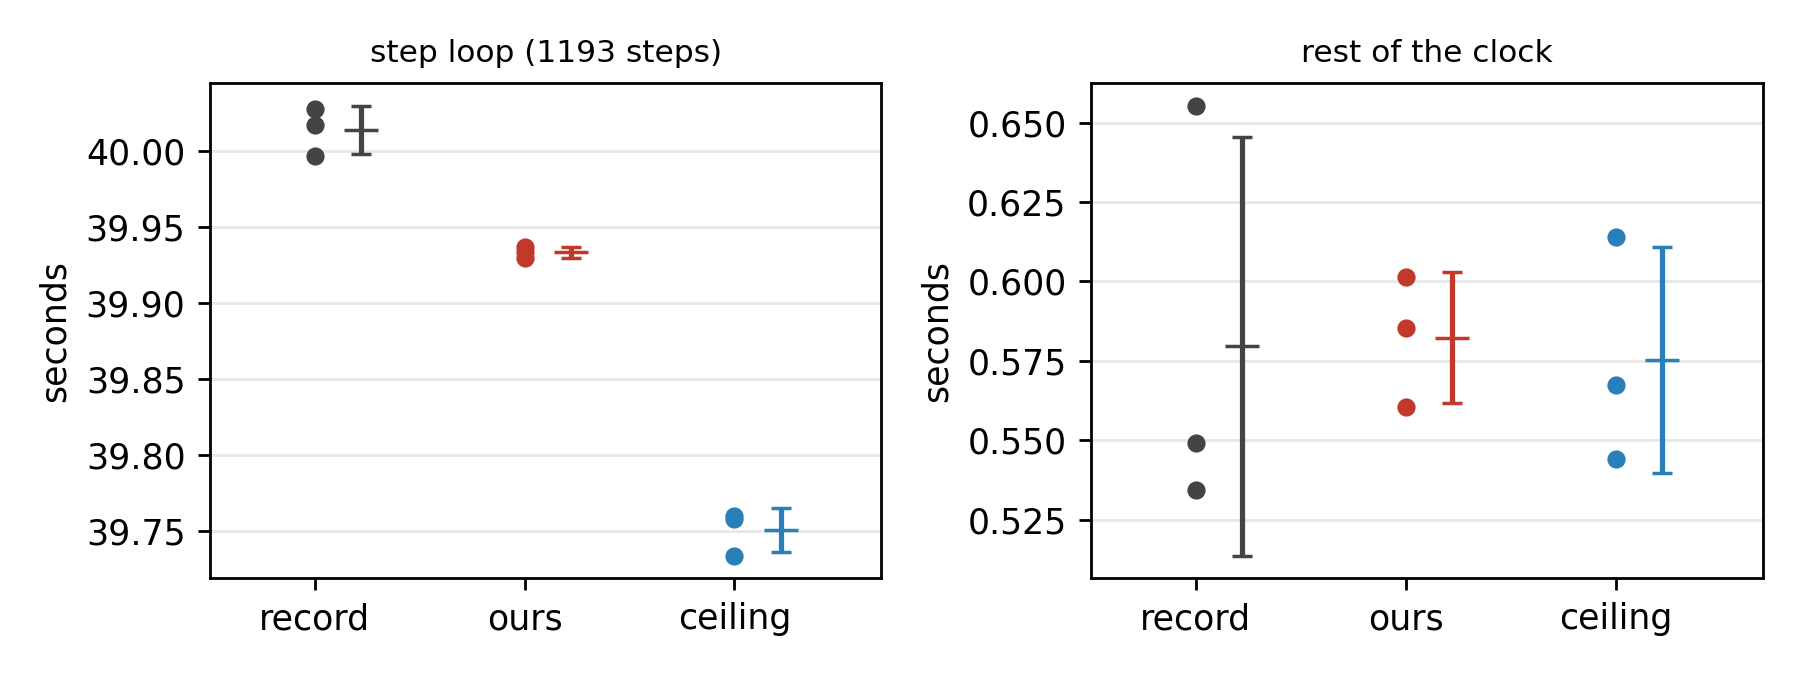 step loop (1193 steps)
seconds
40.00
39.95
39.90
39.85
39.80
39.75
record
ours
ceiling
rest of the clock
seconds
0.650
0.625
0.600
0.575
0.550
0.525
record
ours
ceiling